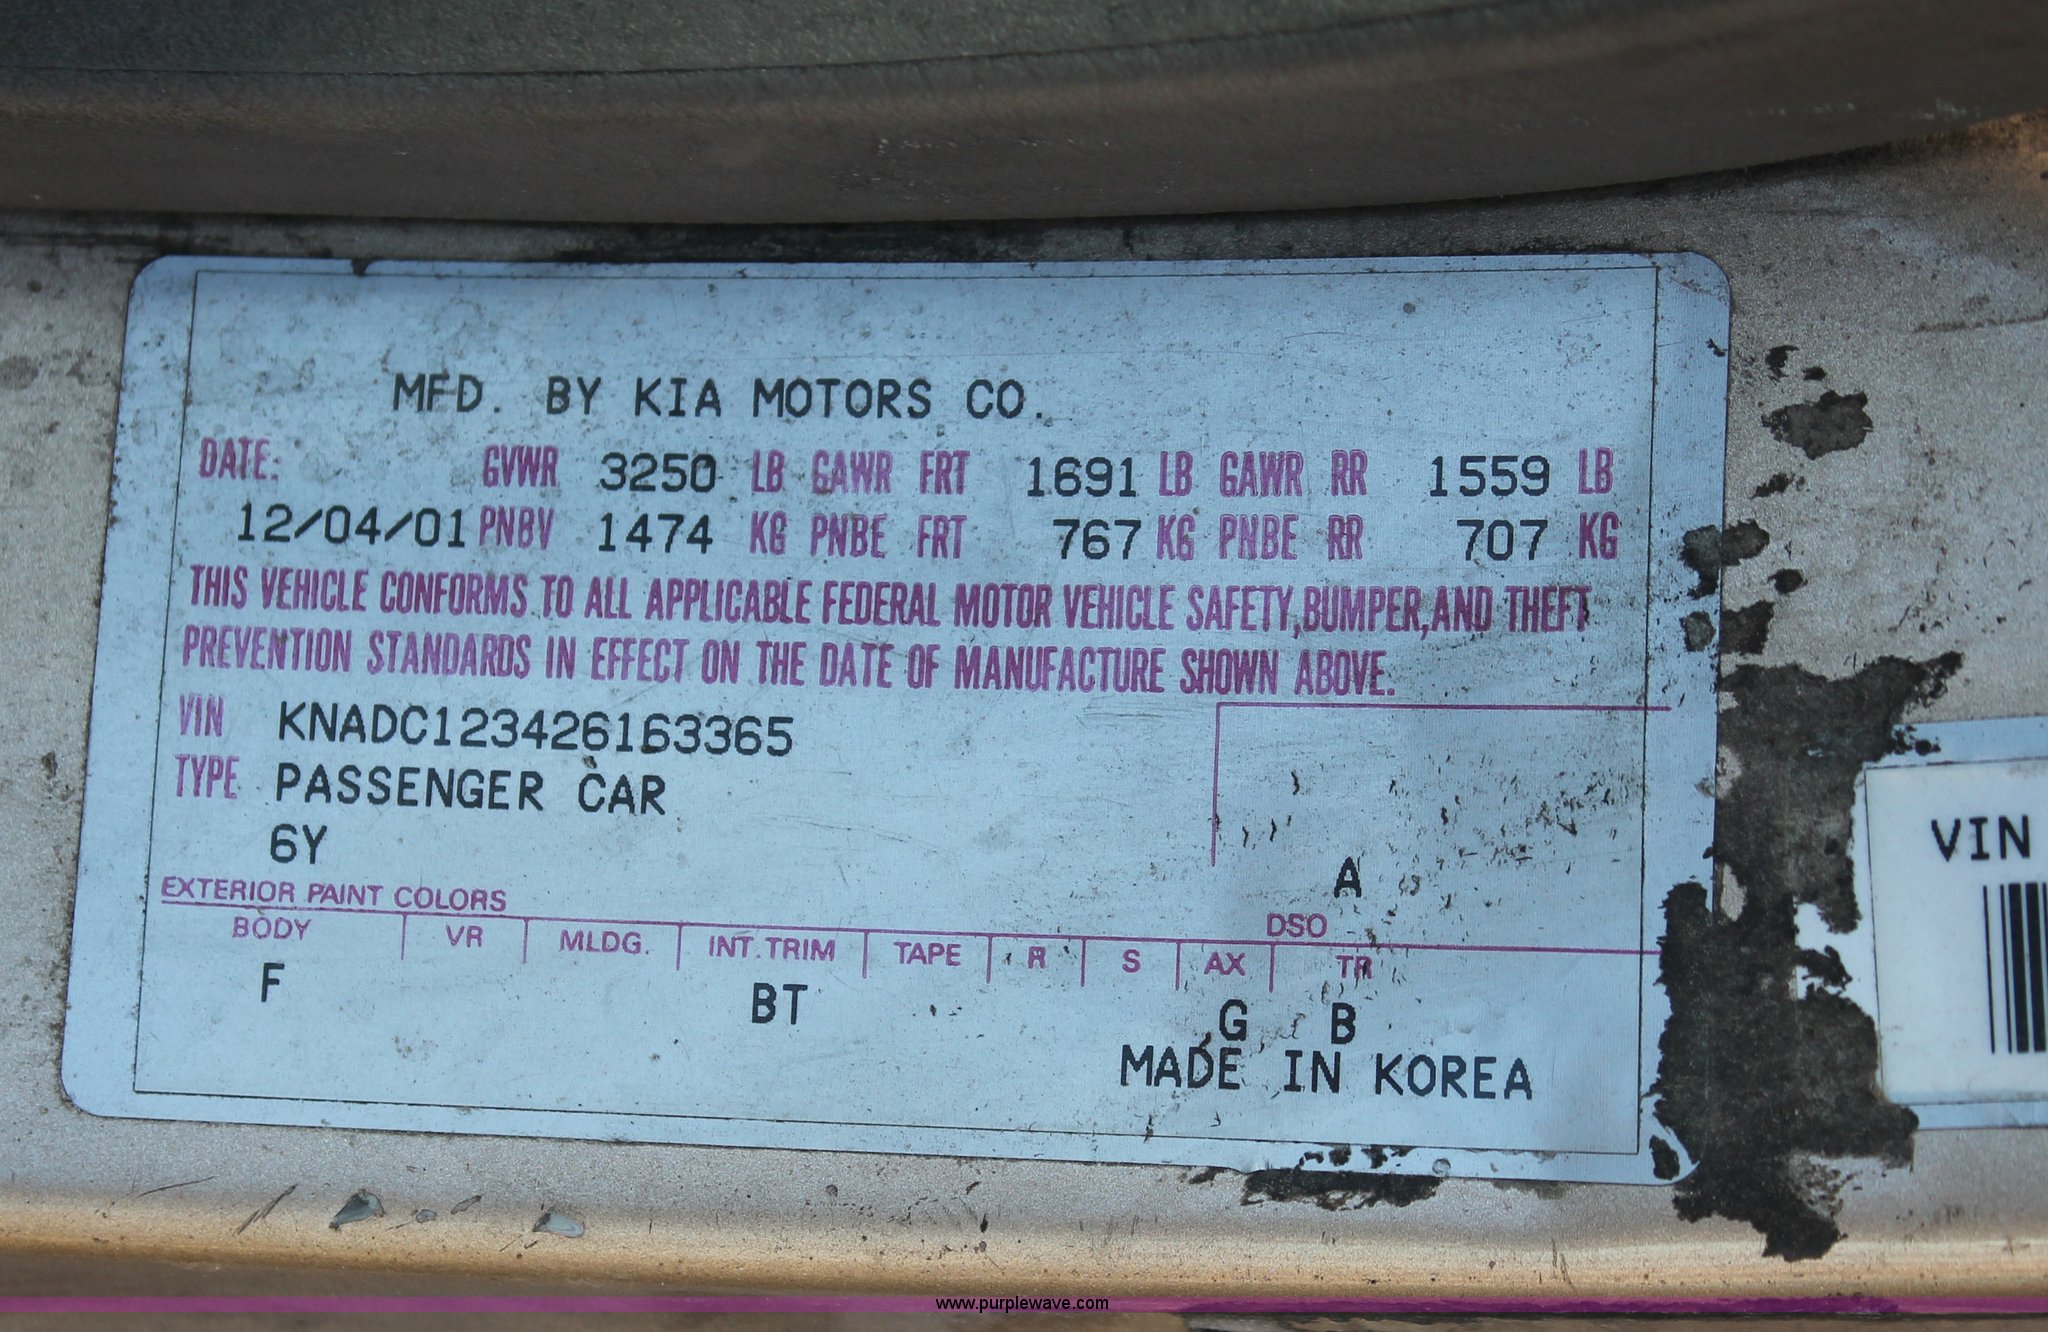 MFD. BY KIA MOTORS CO.
DATE: GVWR 3250 LB GAWR FRT 1691 LB GAWR RR 1559 LB
12/04/01 PNBV 1474 KG PNBE FRT 767 KG PNBE RR 707 KG
THIS VEHICLE CONFORMS TO ALL APPLICABLE FEDERAL MOTOR VEHICLE SAFETY,BUMPER,AND THEFT
PREVENTION STANDARDS IN EFFECT ON THE DATE OF MANUFACTURE SHOWN ABOVE.
VIN KNADC123426163365
TYPE PASSENGER CAR
6Y
A
EXTERIOR PAINT COLORS
DSO
BODY VR MLDG. INT.TRIM TAPE R S AX TR
F BT G B
MADE IN KOREA
VIN
www.purplewave.com